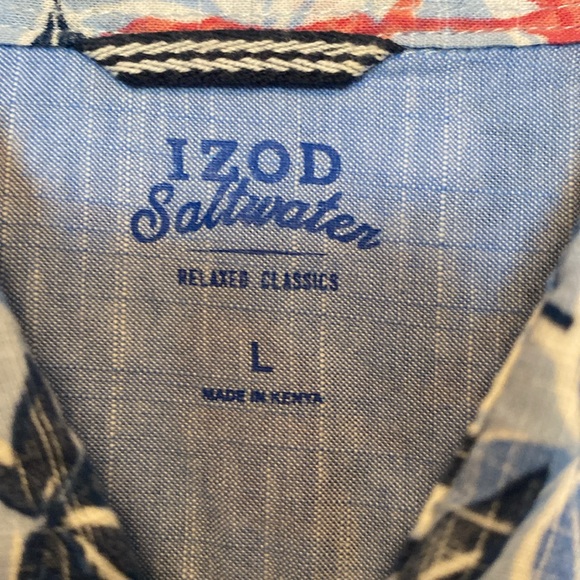 IZOD
Saltwater
RELAXED CLASSICS
L
MADE IN KENYA